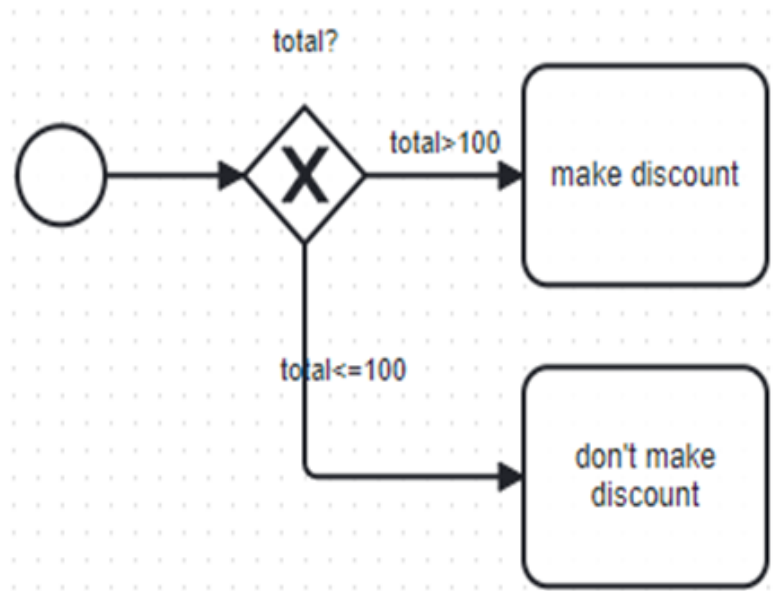 total?
total>100
make discount
total<=100
don't make
discount